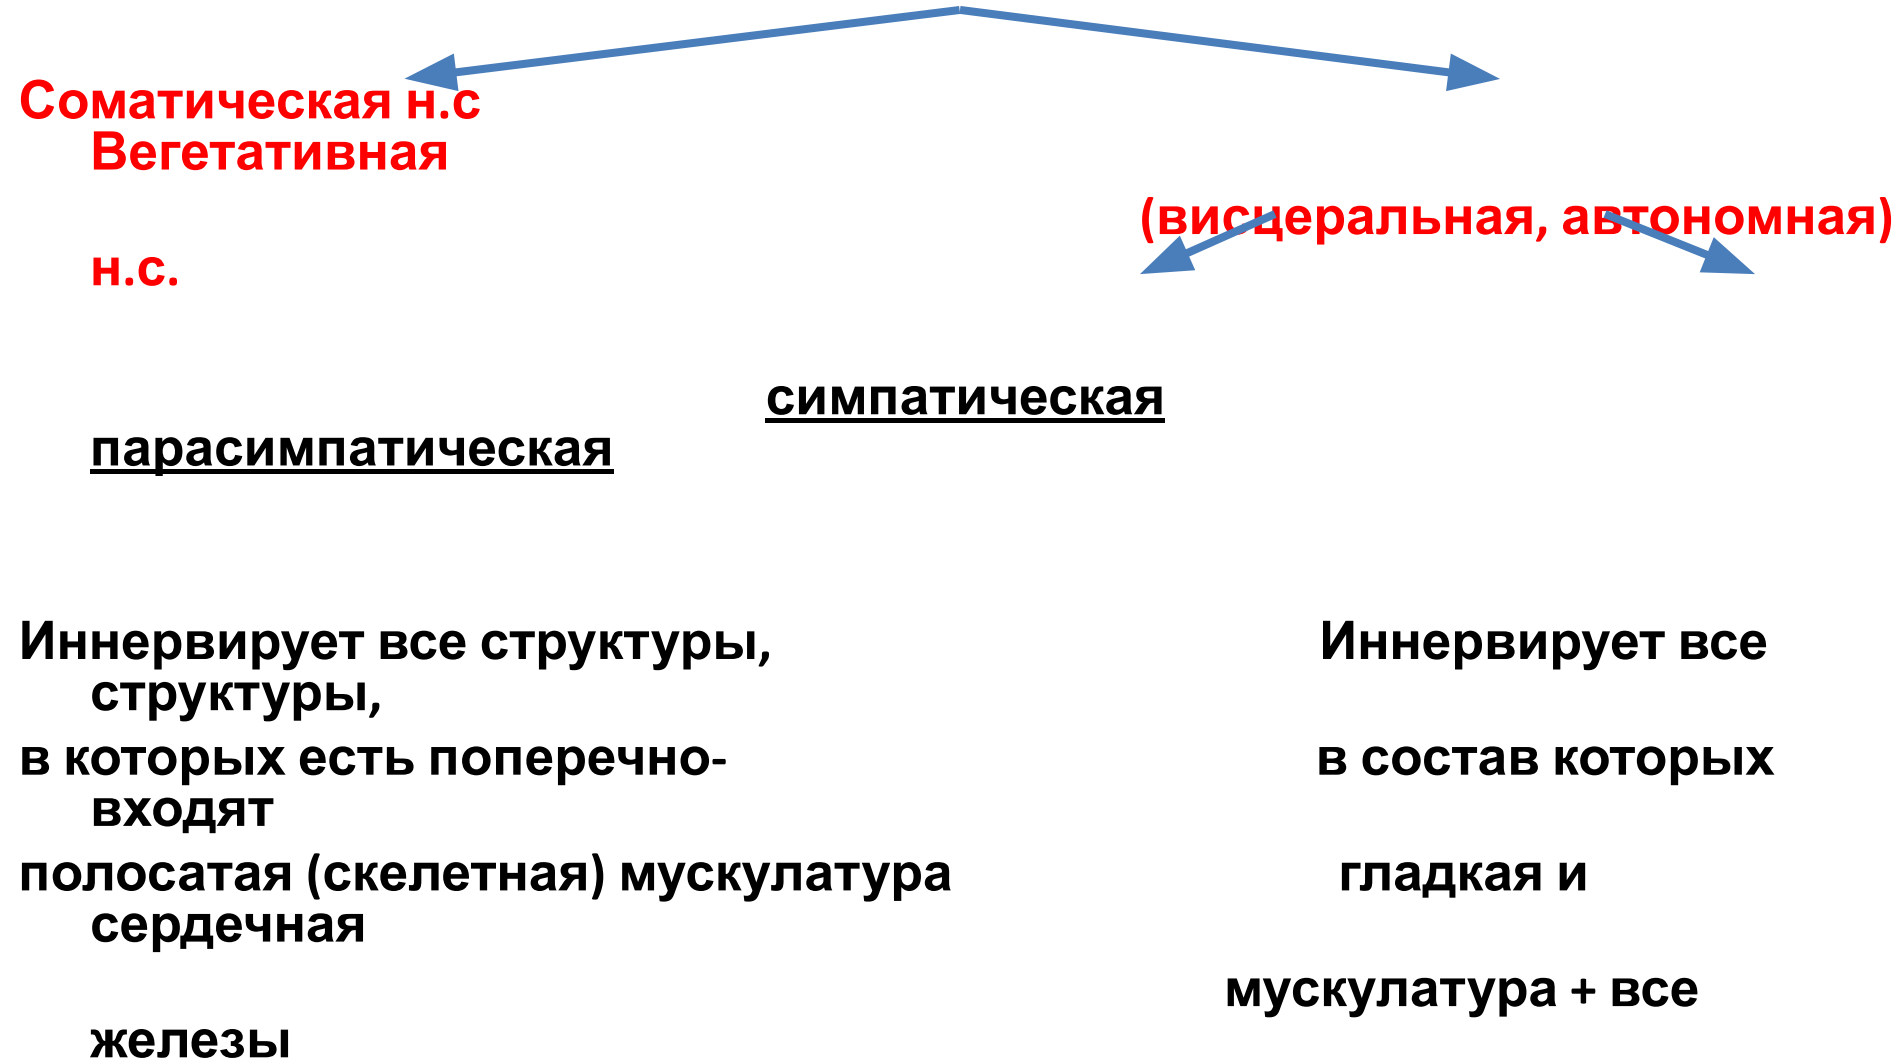 Соматическая н.с
Вегетативная
(висцеральная, автономная)
н.с.
симпатическая
парасимпатическая
Иннервирует все структуры, Иннервирует все
структуры,
в которых есть поперечно- в состав которых
входят
полосатая (скелетная) мускулатура гладкая и
сердечная
мускулатура + все
железы